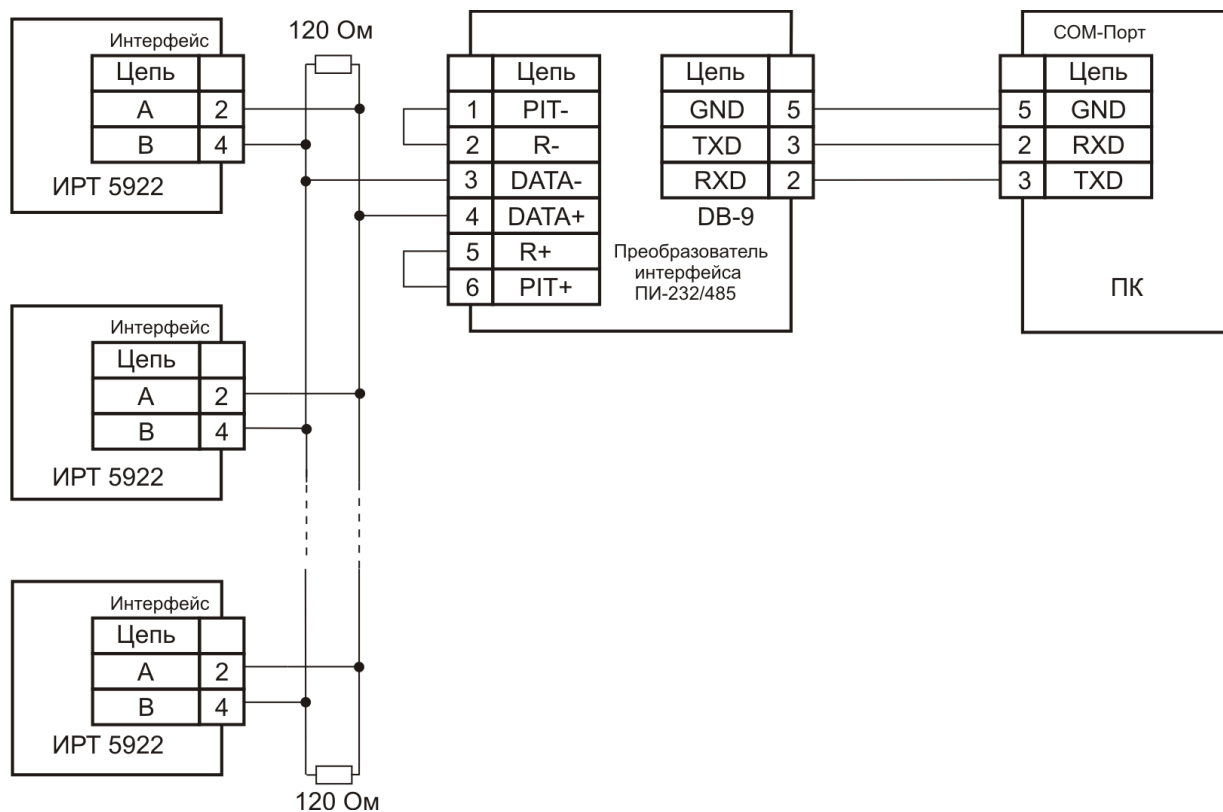 Интерфейс
Цепь
A 2
B 4
ИРТ 5922
120 Ом
Цепь
1 PIT-
2 R-
3 DATA-
4 DATA+
5 R+
6 PIT+
Цепь
GND 5
TXD 3
RXD 2
DB-9
Преобразователь
интерфейса
ПИ-232/485
COM-Порт
Цепь
5 GND
2 RXD
3 TXD
ПК
Интерфейс
Цепь
A 2
B 4
ИРТ 5922
Интерфейс
Цепь
A 2
B 4
ИРТ 5922
120 Ом